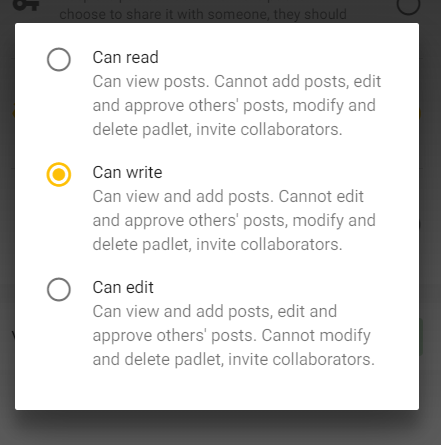 choose to share it with someone, they should
Can read
Can view posts. Cannot add posts, edit
and approve others' posts, modify and
delete padlet, invite collaborators.
Can write
Can view and add posts. Cannot edit
and approve others' posts, modify and
delete padlet, invite collaborators.
Can edit
Can view and add posts, edit and
approve others' posts. Cannot modify
and delete padlet, invite collaborators.